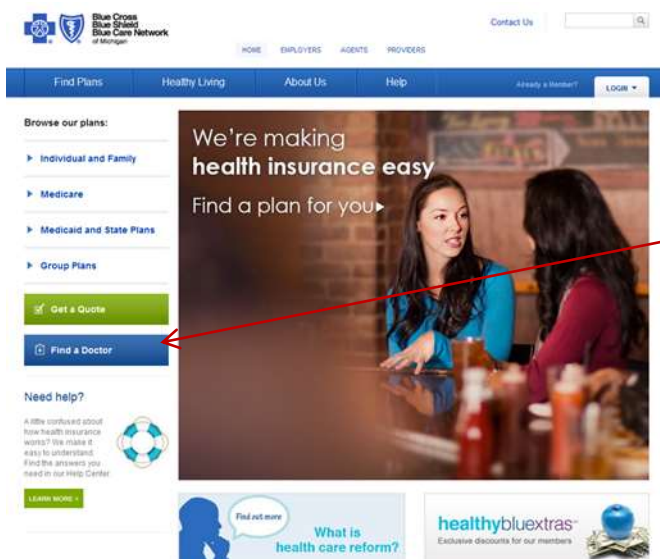 Blue Cross
Blue Shield
Blue Care Network
of Michigan
Contact Us
HOME EMPLOYERS AGENTS PROVIDERS
Find Plans Healthy Living About Us Help Already a Member? LOGIN
Browse our plans:
Individual and Family
Medicare
Medicaid and State Plans
Group Plans
Get a Quote
Find a Doctor
We're making
health insurance easy
Find a plan for you
Need help?
A little confused about
how health insurance
works? We make it
easy to understand.
Find the answers you
need in our Help Center.
LEARN MORE >
Find out more
What is
health care reform?
healthybluextras℠
Exclusive discounts for our members